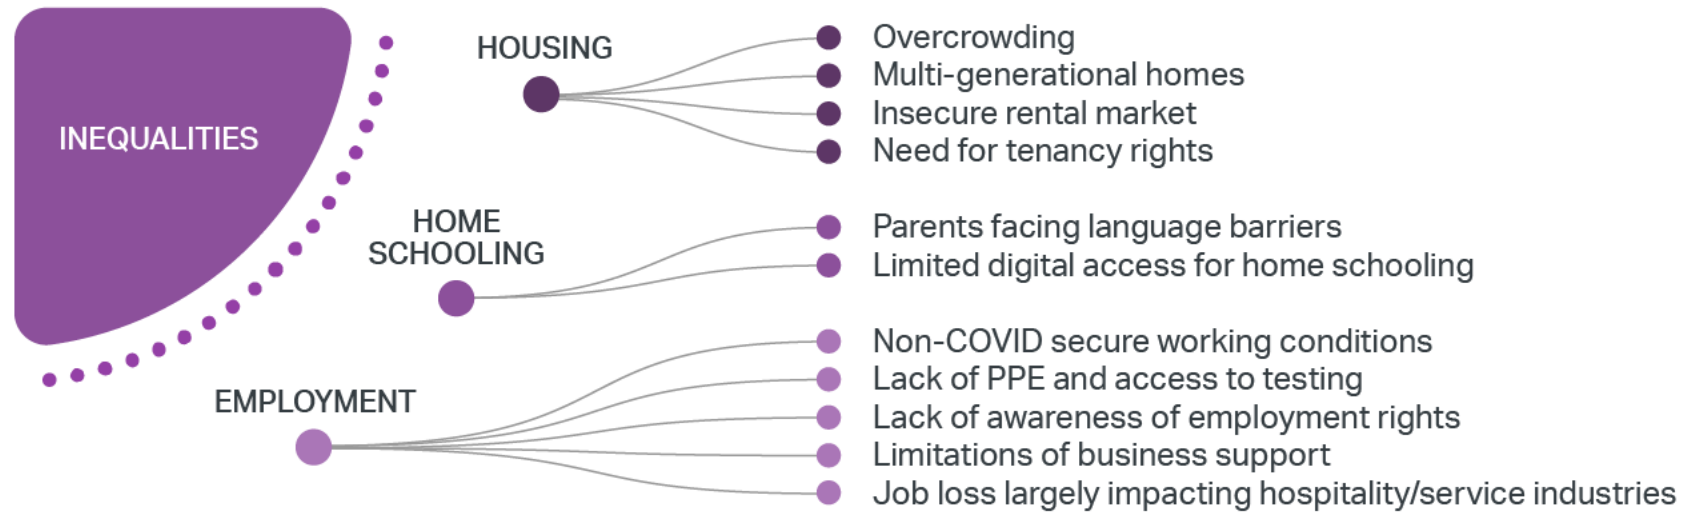 INEQUALITIES
HOUSING
Overcrowding
Multi-generational homes
Insecure rental market
Need for tenancy rights
HOME
SCHOOLING
Parents facing language barriers
Limited digital access for home schooling
EMPLOYMENT
Non-COVID secure working conditions
Lack of PPE and access to testing
Lack of awareness of employment rights
Limitations of business support
Job loss largely impacting hospitality/service industries